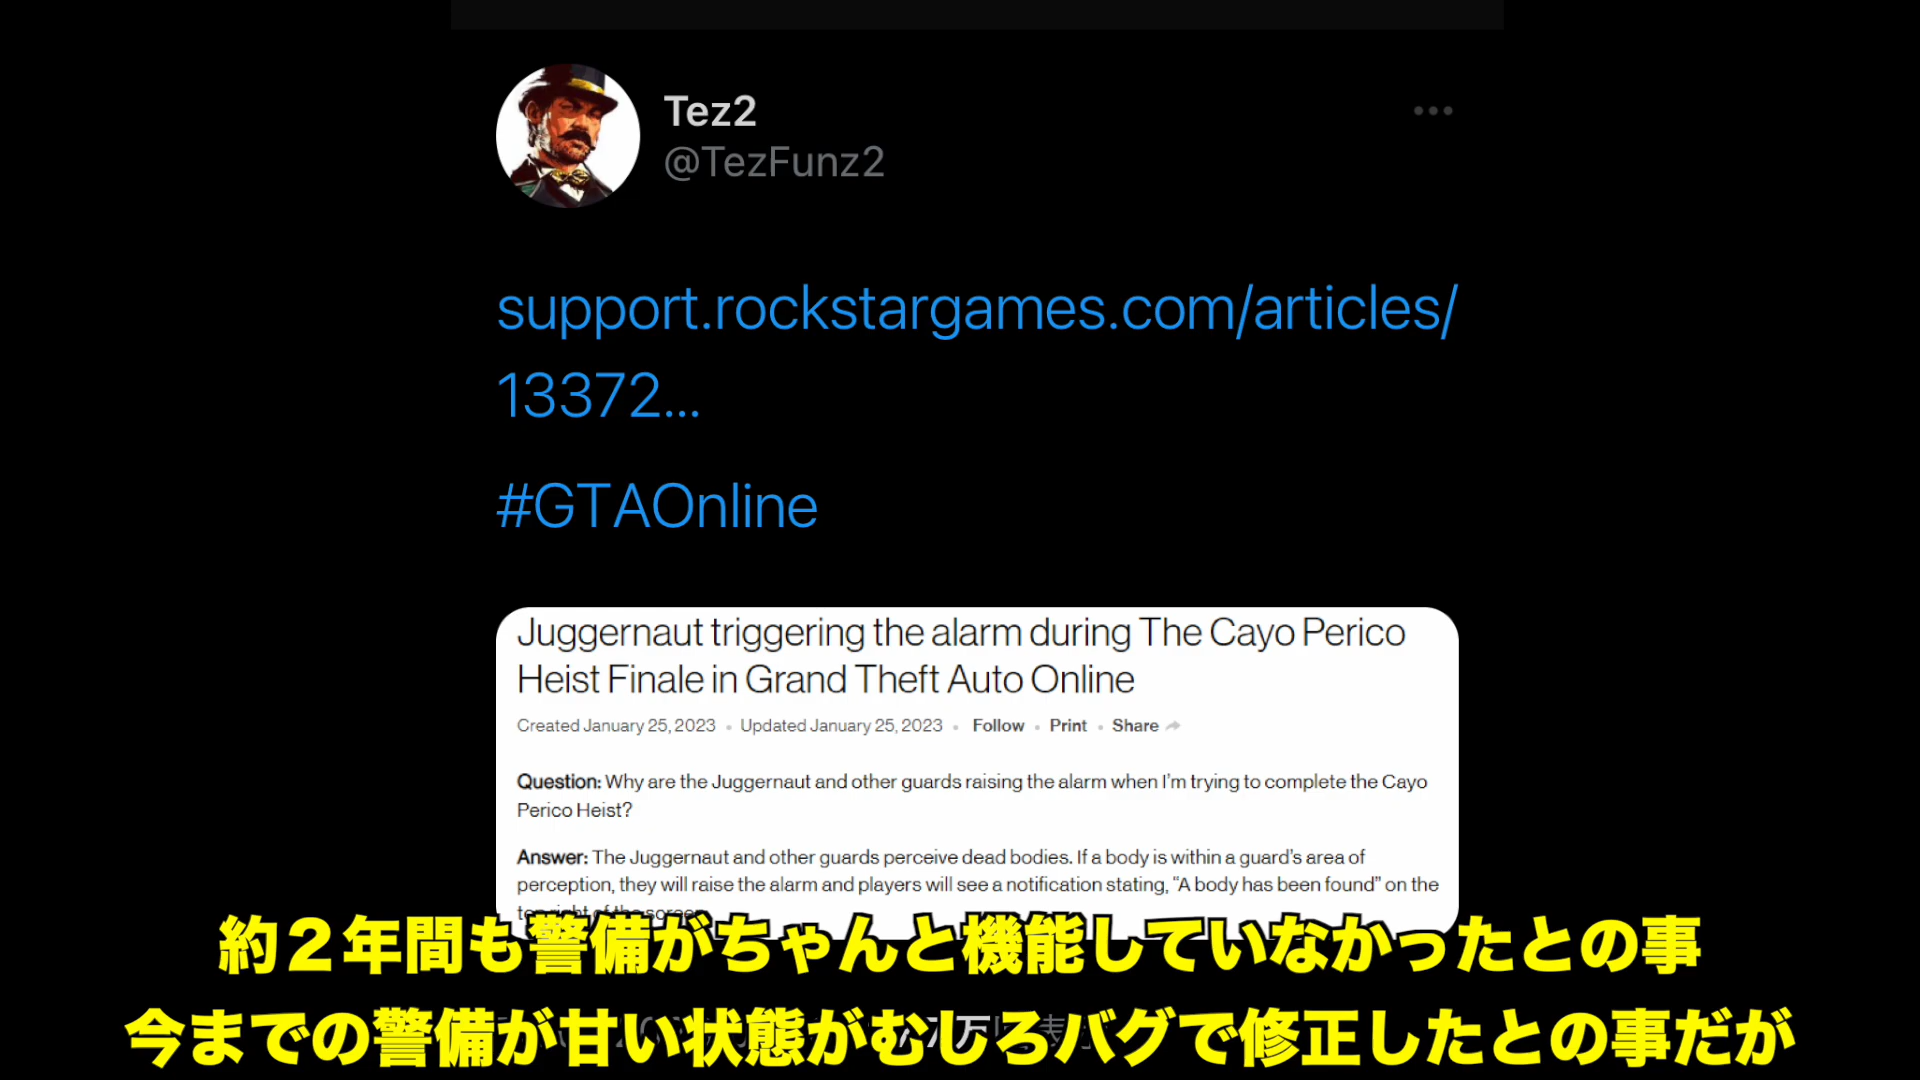 Tez2
@TezFunz2
support.rockstargames.com/articles/
13372...
#GTAOnline
Juggernaut triggering the alarm during The Cayo Perico
Heist Finale in Grand Theft Auto Online
Created January 25, 2023 • Updated January 25, 2023 • Follow • Print • Share
Question: Why are the Juggernaut and other guards raising the alarm when I'm trying to complete the Cayo
Perico Heist?
Answer: The Juggernaut and other guards perceive dead bodies. If a body is within a guard's area of
perception, they will raise the alarm and players will see a notification stating, “A body has been found” on the
top right of the screen
約２年間も警備がちゃんと機能していなかったとの事
今までの警備が甘い状態がむしろバグで修正したとの事だが